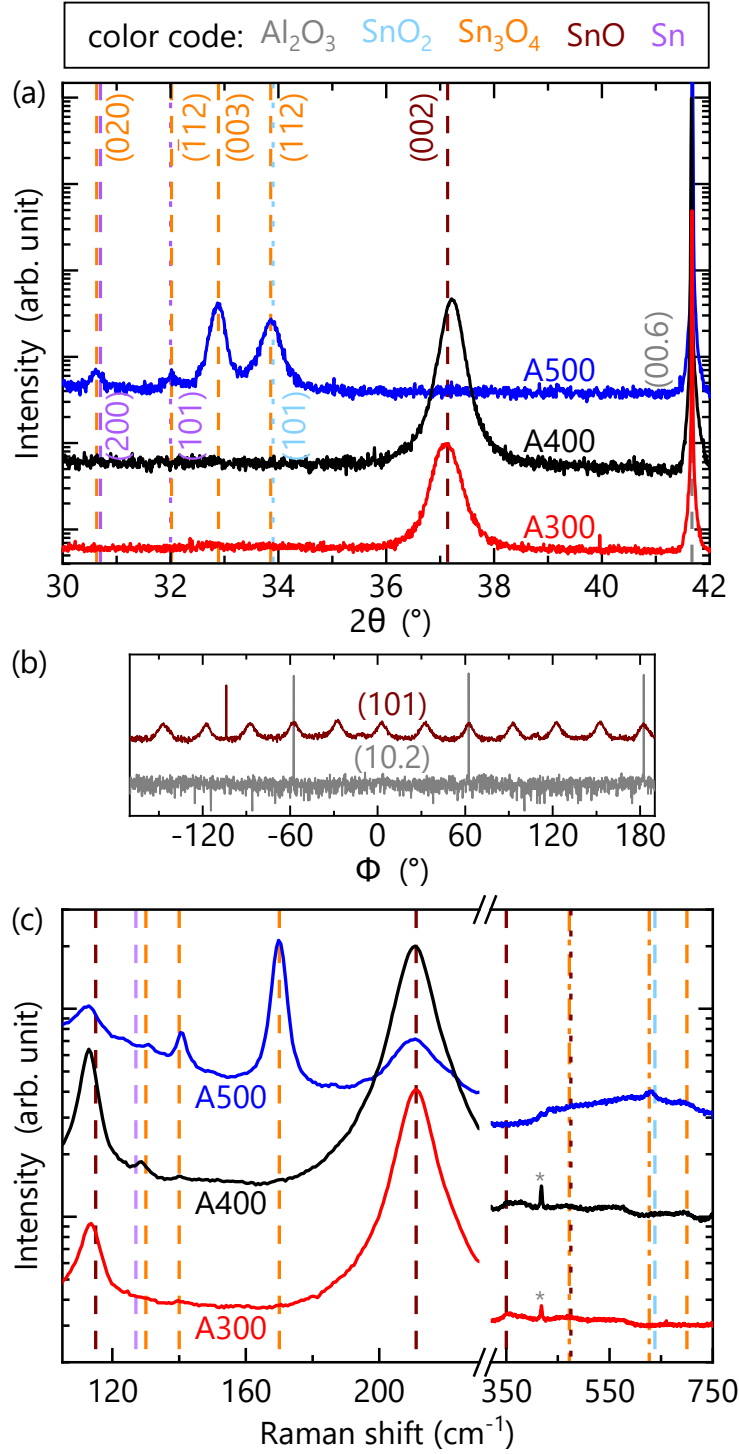 color code: Al₂O₃ SnO₂ Sn₃O₄ SnO Sn
(a)
(020)
(1̄12)
(003)
(112)
(002)
(200)
(101)
(101)
(00.6)
A500
A400
A300
Intensity (arb. unit)
30 32 34 36 38 40 42
2θ (°)
(b)
(101)
(10.2)
-120 -60 0 60 120 180
Φ (°)
(c)
A500
A400
A300
*
*
Intensity (arb. unit)
120 160 200 350 550 750
Raman shift (cm⁻¹)